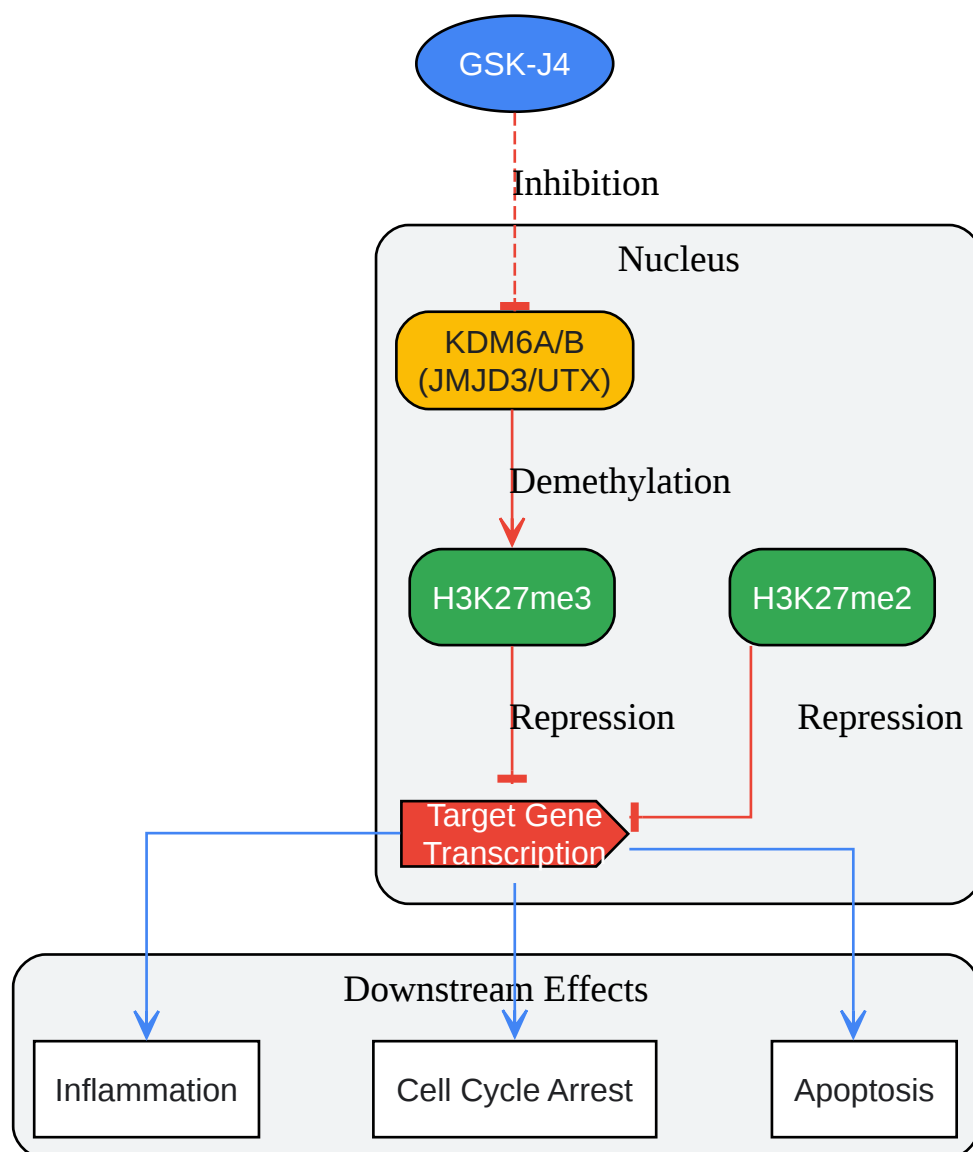 GSK-J4
Inhibition
Nucleus
KDM6A/B
(JMJD3/UTX)
Demethylation
H3K27me3
H3K27me2
Repression
Repression
Target Gene
Transcription
Downstream Effects
Inflammation
Cell Cycle Arrest
Apoptosis